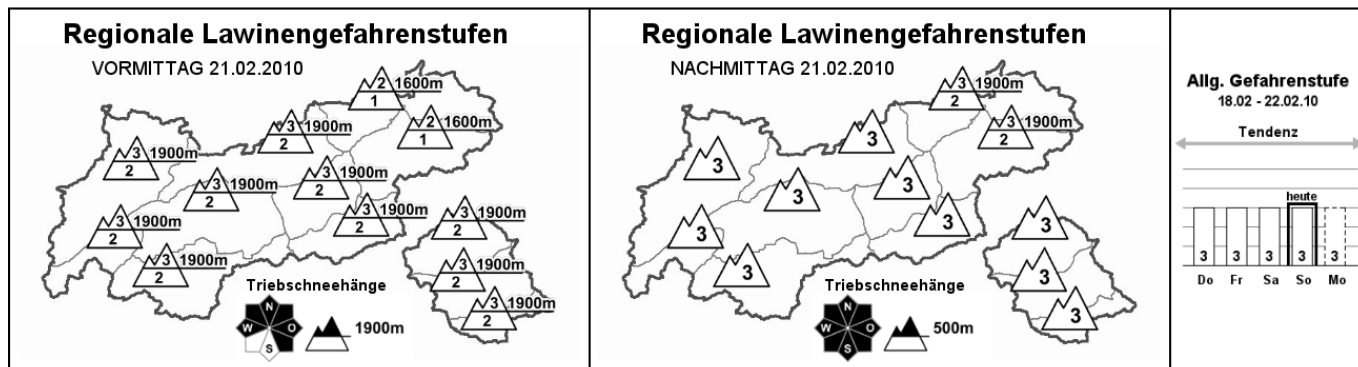 Regionale Lawinengefahrenstufen
VORMITTAG 21.02.2010
2 1600m
1
3 1900m
2
2 1600m
1
3 1900m
2
3 1900m
2
3 1900m
2
3 1900m
2
3 1900m
2
3 1900m
2
3 1900m
2
3 1900m
2
3 1900m
2
Triebschneehänge
N
W O
S
1900m
Regionale Lawinengefahrenstufen
NACHMITTAG 21.02.2010
3 1900m
2
3
3 1900m
2
3
3
3
3
3
3
3
3
3
Triebschneehänge
N
W O
S
500m
Allg. Gefahrenstufe
18.02 - 22.02.10
Tendenz
heute
3 3 3 3 3
Do Fr Sa So Mo